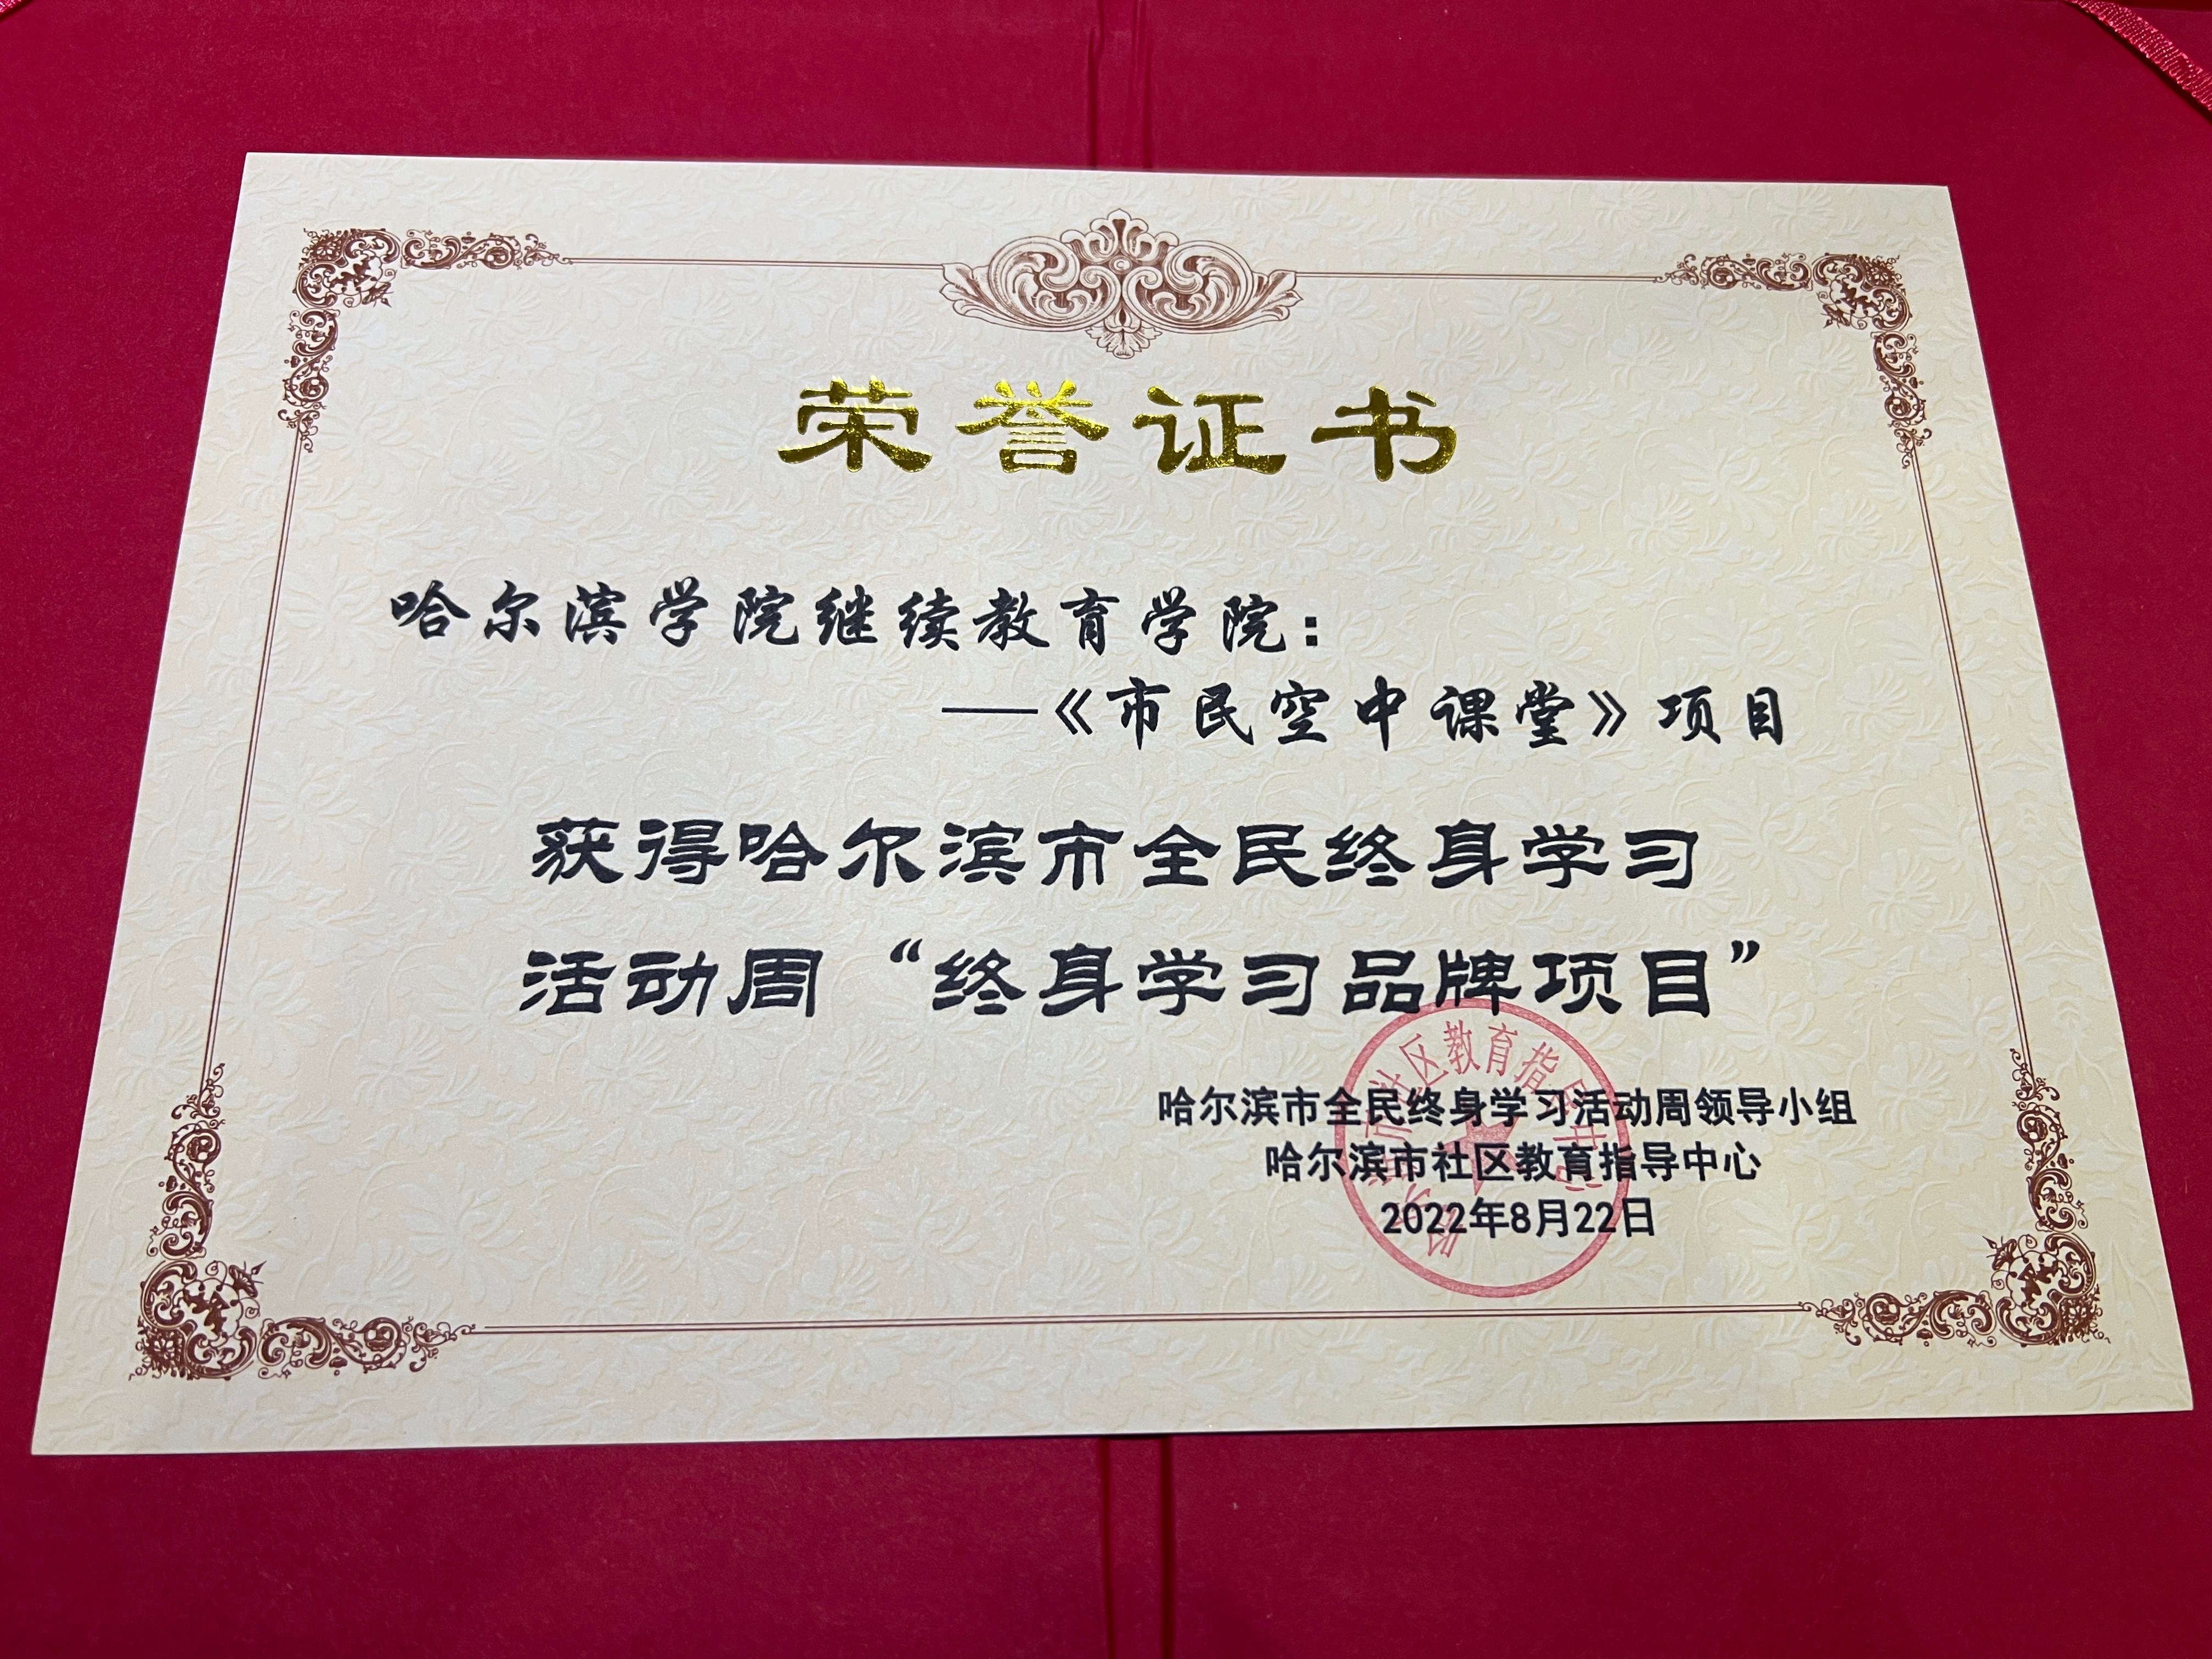 荣誉证书
哈尔滨学院继续教育学院：
——《市民空中课堂》项目
获得哈尔滨市全民终身学习
活动周“终身学习品牌项目”
哈尔滨市全民终身学习活动周领导小组
哈尔滨市社区教育指导中心
2022年8月22日